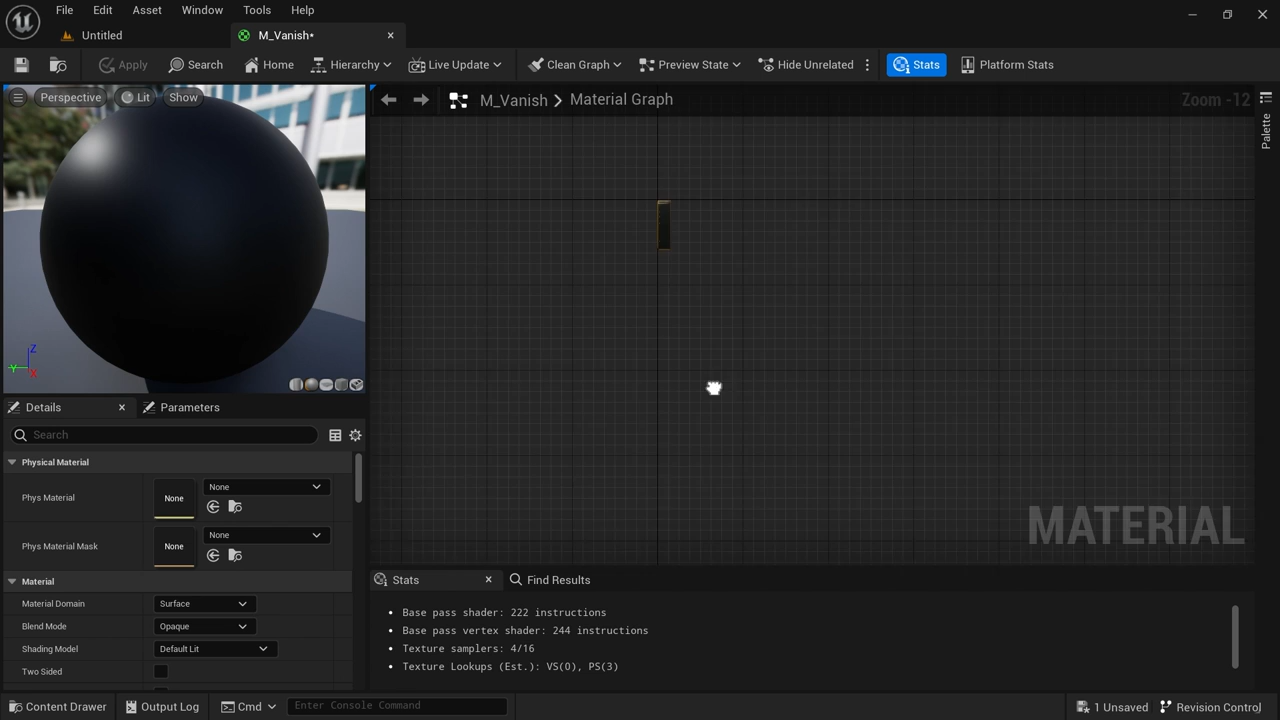 File Edit Asset Window Tools Help
Untitled M_Vanish*
Apply Search Home Hierarchy Live Update Clean Graph Preview State Hide Unrelated Stats Platform Stats
Perspective Lit Show
M_Vanish Material Graph Zoom -12
Palette
Z
Y X
Details Parameters
Search
Physical Material
Phys Material None None
Phys Material Mask None None
Material
Material Domain Surface
Blend Mode Opaque
Shading Model Default Lit
Two Sided
MATERIAL
Stats Find Results
• Base pass shader: 222 instructions
• Base pass vertex shader: 244 instructions
• Texture samplers: 4/16
• Texture Lookups (Est.): VS(0), PS(3)
Content Drawer Output Log Cmd Enter Console Command 1 Unsaved Revision Control